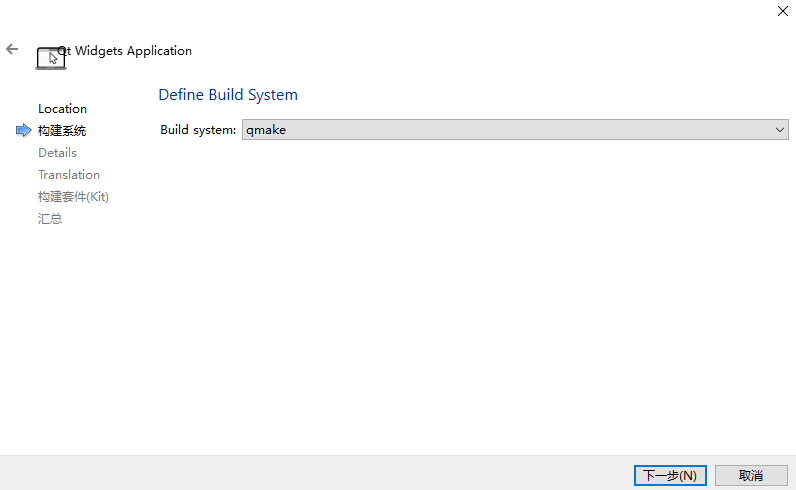 Qt Widgets Application
Location
构建系统
Details
Translation
构建套件(Kit)
汇总
Define Build System
Build system: qmake
下一步(N)
取消